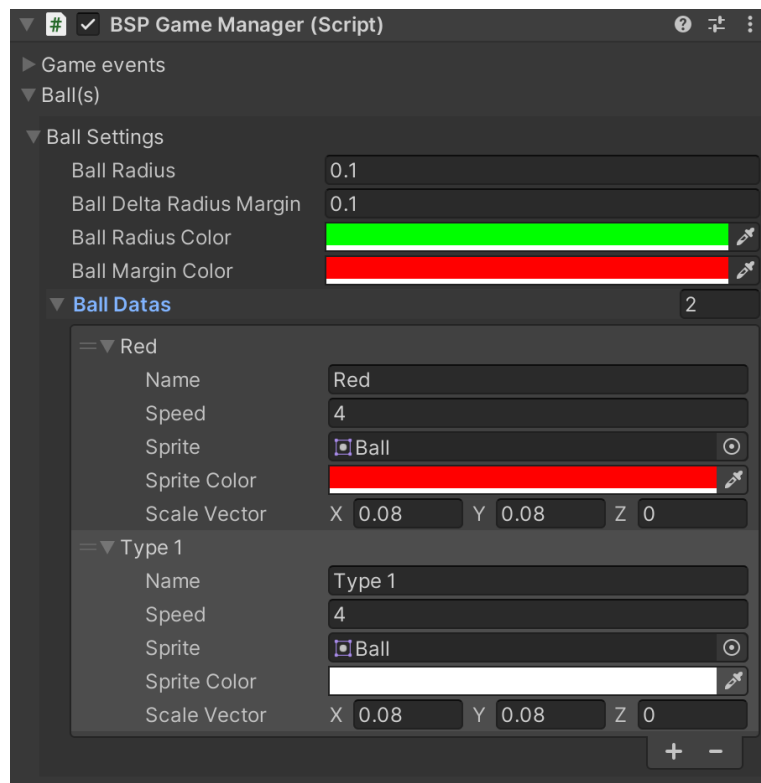 # BSP Game Manager (Script)
Game events
Ball(s)
Ball Settings
Ball Radius 0.1
Ball Delta Radius Margin 0.1
Ball Radius Color
Ball Margin Color
Ball Datas 2
Red
Name Red
Speed 4
Sprite Ball
Sprite Color
Scale Vector X 0.08 Y 0.08 Z 0
Type 1
Name Type 1
Speed 4
Sprite Ball
Sprite Color
Scale Vector X 0.08 Y 0.08 Z 0
+ −